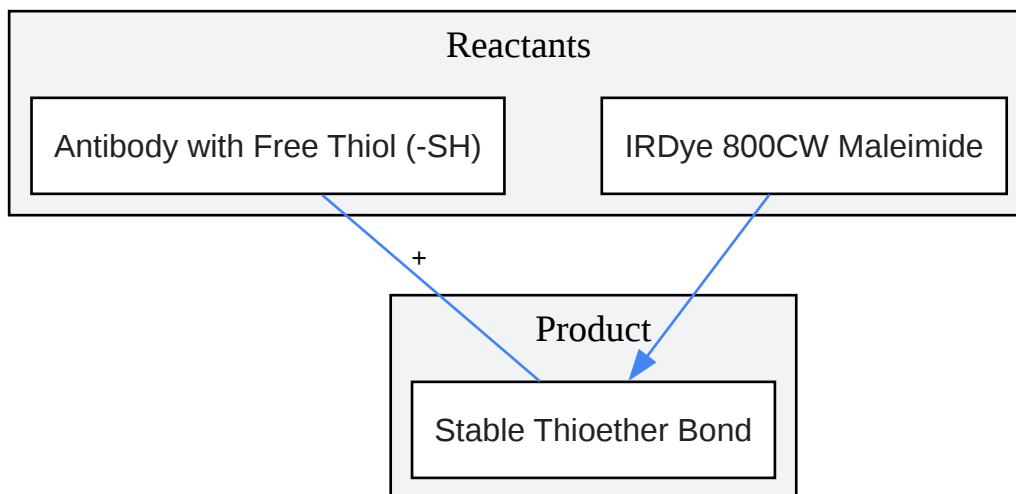 Reactants
Antibody with Free Thiol (-SH)
IRDye 800CW Maleimide
+
Product
Stable Thioether Bond